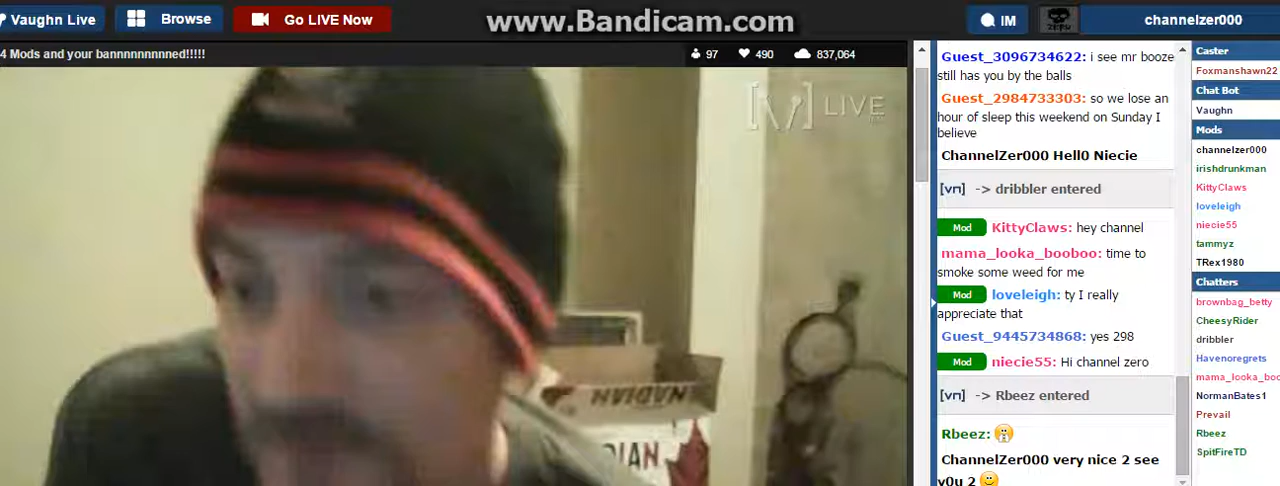 Vaughn Live
Browse
Go LIVE Now
www.Bandicam.com
IM
channelzer000
4 Mods and your bannnnnnnnned!!!!!
97 490 837,064
[V] LIVE
NADIAN
DIAN
Guest_3096734622: i see mr booze
still has you by the balls
Guest_2984733303: so we lose an
hour of sleep this weekend on Sunday I
believe
ChannelZer000 Hell0 Niecie
[vn] -> dribbler entered
Mod KittyClaws: hey channel
mama_looka_booboo: time to
smoke some weed for me
Mod loveleigh: ty I really
appreciate that
Guest_9445734868: yes 298
Mod niecie55: Hi channel zero
[vn] -> Rbeez entered
Rbeez:
ChannelZer000 very nice 2 see
y0u 2
Caster
Foxmanshawn22
Chat Bot
Vaughn
Mods
channelzer000
irishdrunkman
KittyClaws
loveleigh
niecie55
tammyz
TRex1980
Chatters
brownbag_betty
CheesyRider
dribbler
Havenoregrets
mama_looka_boo
NormanBates1
Prevail
Rbeez
SpitFireTD